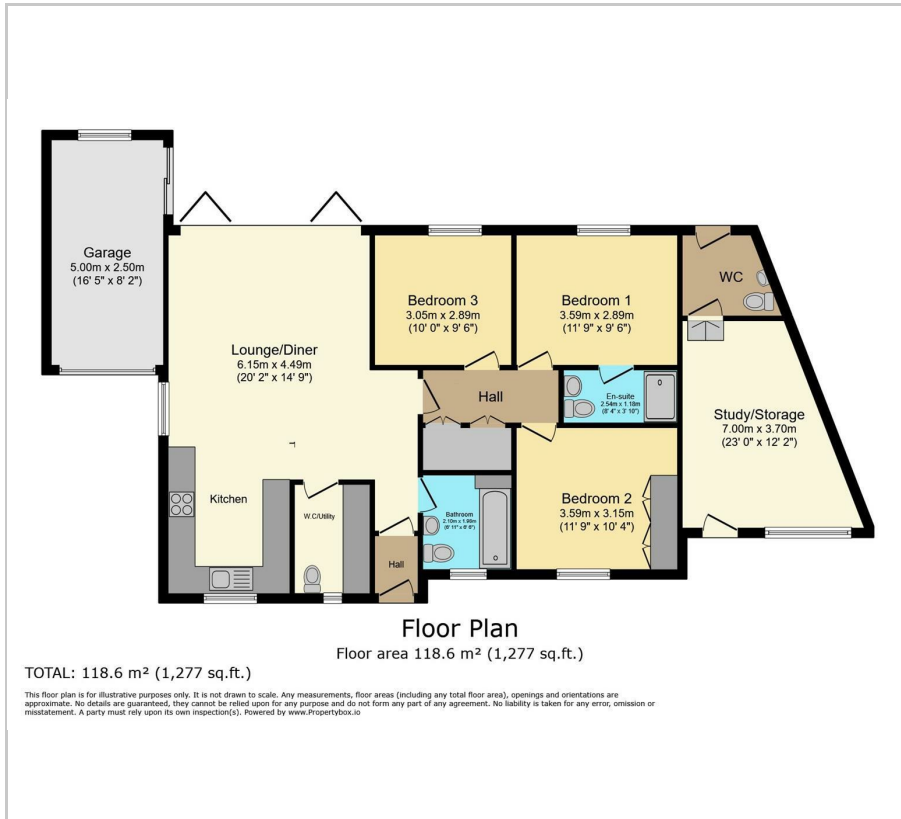 Garage
5.00m x 2.50m
(16' 5" x 8' 2")
Lounge/Diner
6.15m x 4.49m
(20' 2" x 14' 9")
Kitchen
W.C/Utility
Hall
Bedroom 3
3.05m x 2.89m
(10' 0" x 9' 6")
Bedroom 1
3.59m x 2.89m
(11' 9" x 9' 6")
Hall
En-suite
2.54m x 1.18m
(8' 4" x 3' 10")
Bathroom
2.10m x 1.98m
(6' 11" x 6' 6")
Bedroom 2
3.59m x 3.15m
(11' 9" x 10' 4")
WC
Study/Storage
7.00m x 3.70m
(23' 0" x 12' 2")
Floor Plan
Floor area 118.6 m² (1,277 sq.ft.)
TOTAL: 118.6 m² (1,277 sq.ft.)
This floor plan is for illustrative purposes only. It is not drawn to scale. Any measurements, floor areas (including any total floor area), openings and orientations are
approximate. No details are guaranteed, they cannot be relied upon for any purpose and do not form any part of any agreement. No liability is taken for any error, omission or
misstatement. A party must rely upon its own inspection(s). Powered by www.Propertybox.io